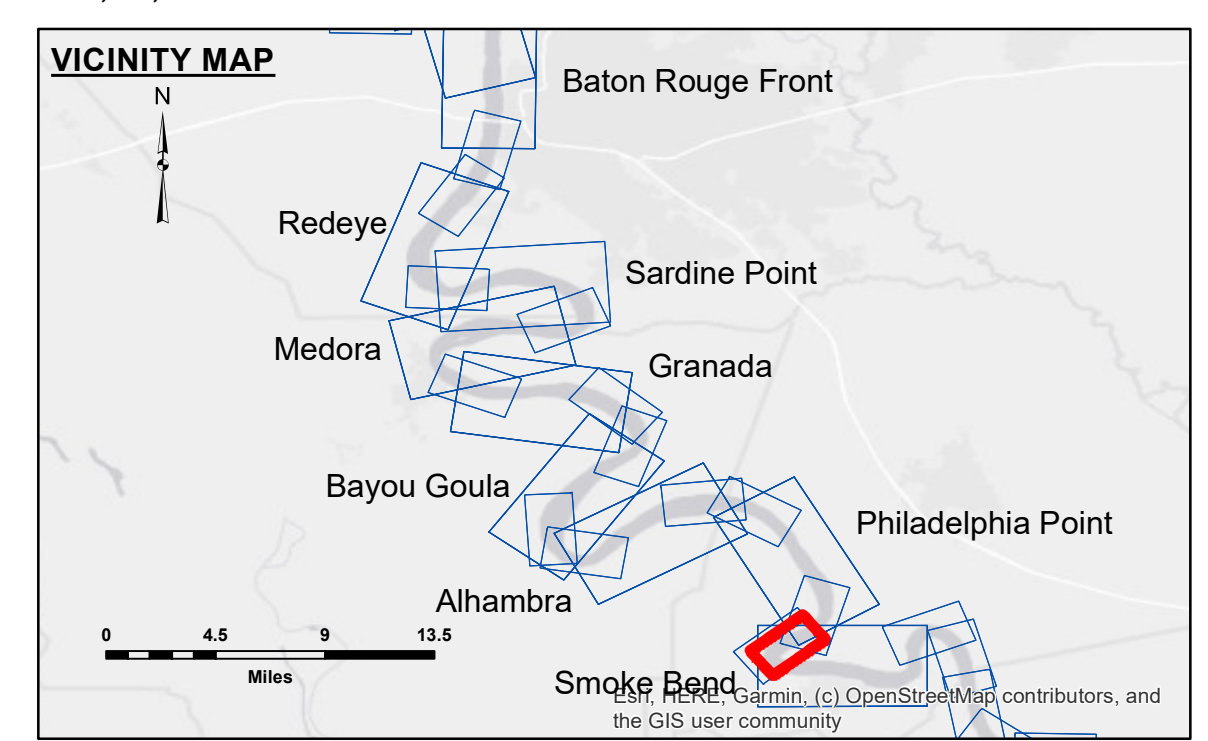 VICINITY MAP
N
Baton Rouge Front
Redeye
Sardine Point
Medora
Granada
Bayou Goula
Philadelphia Point
Alhambra
0 4.5 9 13.5
Miles
Smoke Bend
Esri, HERE, Garmin, (c) OpenStreetMap contributors, and
the GIS user community